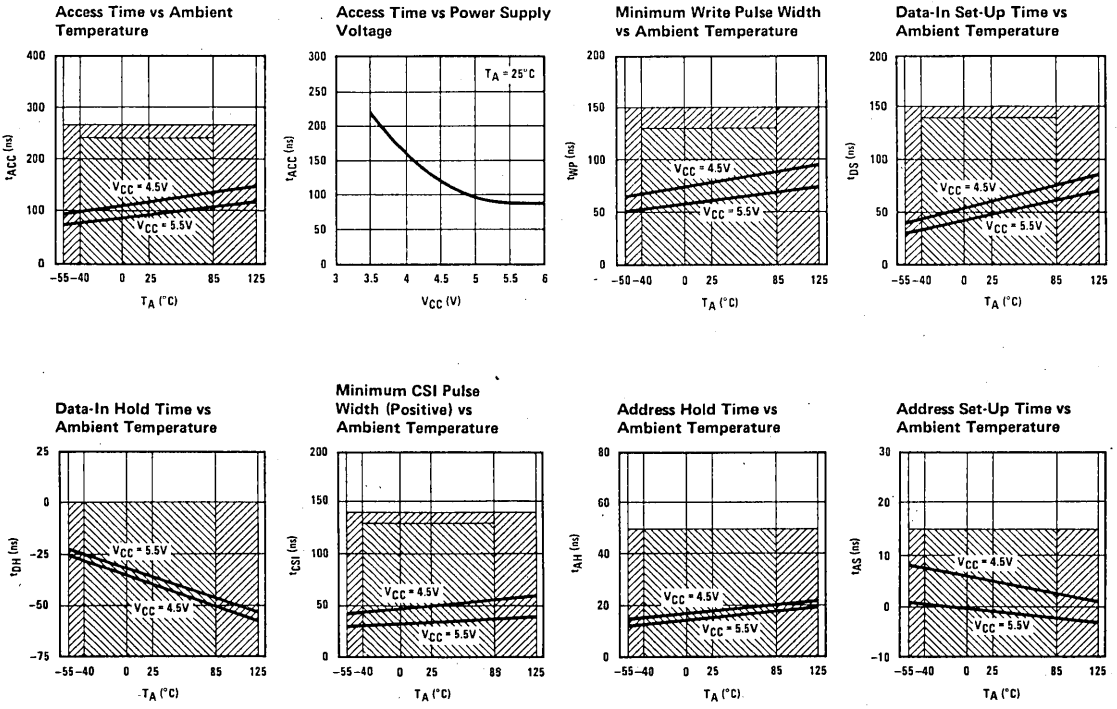 Access Time vs Ambient
Temperature
400
300
200
100
0
tACC (ns)
VCC = 4.5V
VCC = 5.5V
-55 -40 0 25 85 125
TA (°C)
Access Time vs Power Supply
Voltage
300
250
200
150
100
50
0
tACC (ns)
TA = 25°C
3 3.5 4 4.5 5 5.5 6
VCC (V)
Minimum Write Pulse Width
vs Ambient Temperature
200
150
100
50
0
tWP (ns)
VCC = 4.5V
VCC = 5.5V
-50 -40 0 25 85 125
TA (°C)
Data-In Set-Up Time vs
Ambient Temperature
200
150
100
50
0
tDS (ns)
VCC = 4.5V
VCC = 5.5V
-55 -40 0 25 85 125
TA (°C)
Data-In Hold Time vs
Ambient Temperature
25
0
-25
-50
-75
tDH (ns)
VCC = 5.5V
VCC = 4.5V
-55 -40 0 25 85 125
TA (°C)
Minimum CSI Pulse
Width (Positive) vs
Ambient Temperature
200
150
100
50
0
tCSI (ns)
VCC = 4.5V
VCC = 5.5V
-55 -40 0 25 85 125
TA (°C)
Address Hold Time vs
Ambient Temperature
80
60
40
20
0
tAH (ns)
VCC = 4.5V
VCC = 5.5V
-55 -40 0 25 85 125
TA (°C)
Address Set-Up Time vs
Ambient Temperature
30
20
10
0
-10
tAS (ns)
VCC = 4.5V
VCC = 5.5V
-55 -40 0 25 85 125
TA (°C)